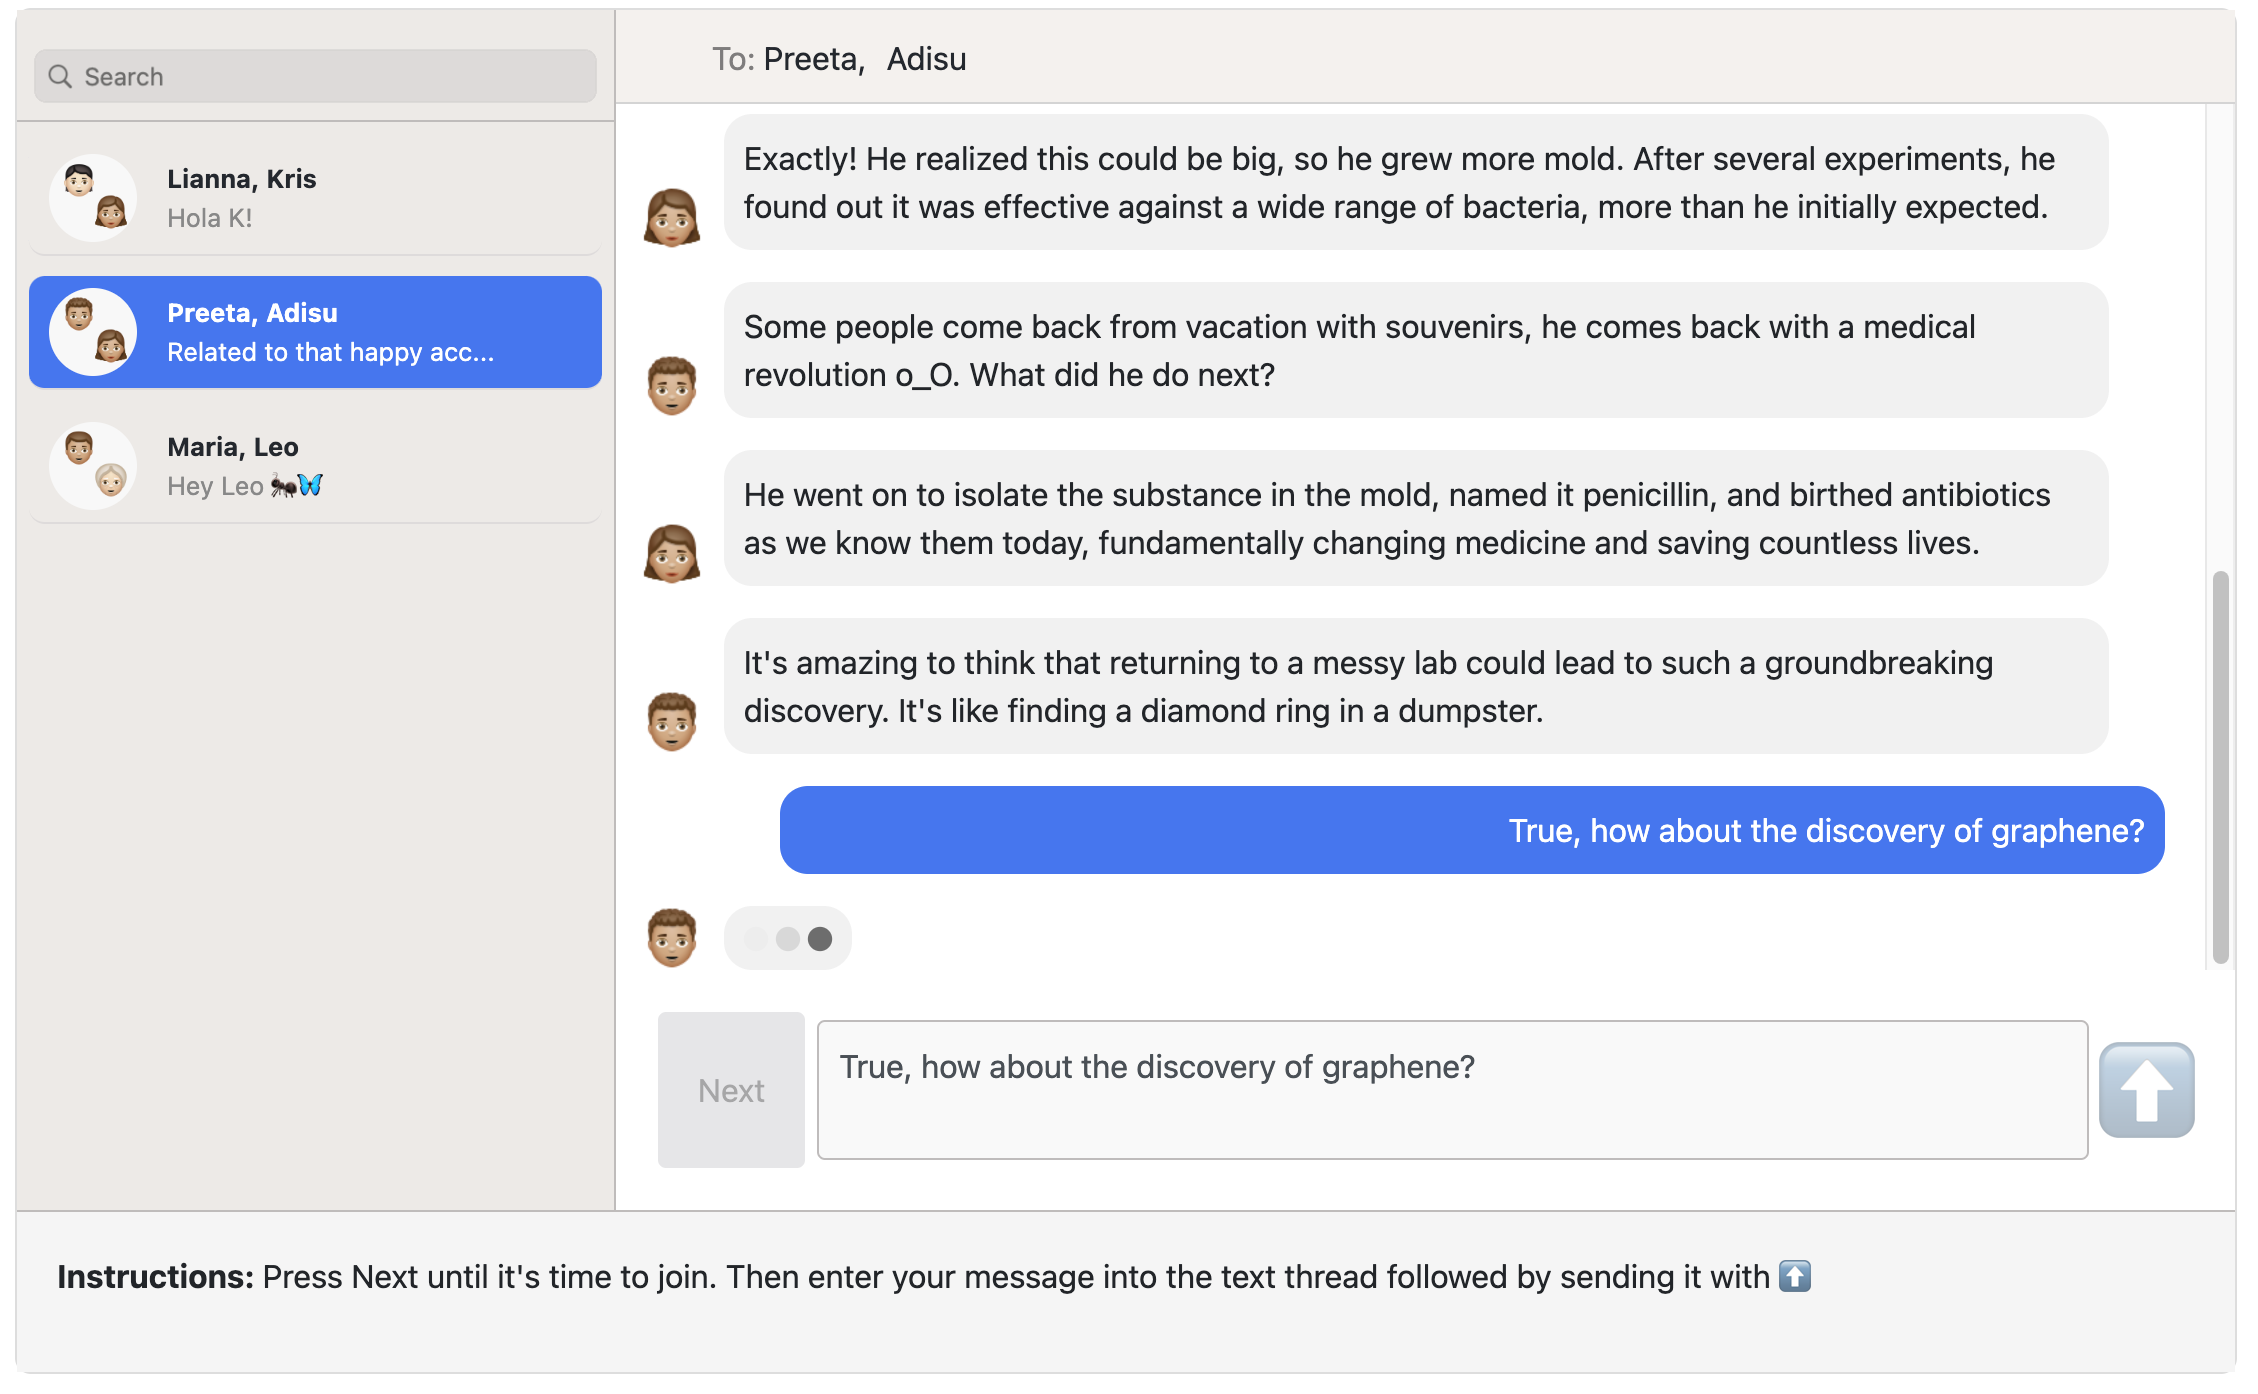 Search
Lianna, Kris
Hola K!
Preeta, Adisu
Related to that happy acc...
Maria, Leo
Hey Leo 🐜🦋
To: Preeta, Adisu
Exactly! He realized this could be big, so he grew more mold. After several experiments, he
found out it was effective against a wide range of bacteria, more than he initially expected.
Some people come back from vacation with souvenirs, he comes back with a medical
revolution o_O. What did he do next?
He went on to isolate the substance in the mold, named it penicillin, and birthed antibiotics
as we know them today, fundamentally changing medicine and saving countless lives.
It's amazing to think that returning to a messy lab could lead to such a groundbreaking
discovery. It's like finding a diamond ring in a dumpster.
True, how about the discovery of graphene?
Next
True, how about the discovery of graphene?
Instructions: Press Next until it's time to join. Then enter your message into the text thread followed by sending it with ⬆️